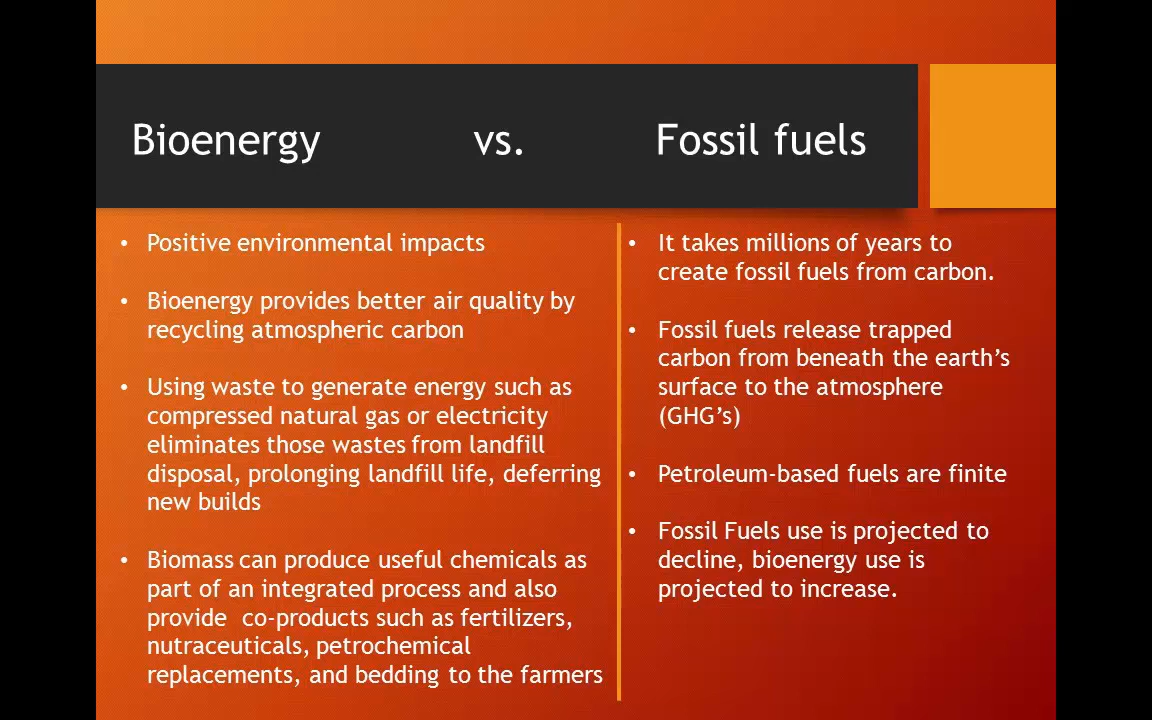 Bioenergy vs. Fossil fuels
• Positive environmental impacts
• Bioenergy provides better air quality by
recycling atmospheric carbon
• Using waste to generate energy such as
compressed natural gas or electricity
eliminates those wastes from landfill
disposal, prolonging landfill life, deferring
new builds
• Biomass can produce useful chemicals as
part of an integrated process and also
provide  co-products such as fertilizers,
nutraceuticals, petrochemical
replacements, and bedding to the farmers
• It takes millions of years to
create fossil fuels from carbon.
• Fossil fuels release trapped
carbon from beneath the earth’s
surface to the atmosphere
(GHG’s)
• Petroleum-based fuels are finite
• Fossil Fuels use is projected to
decline, bioenergy use is
projected to increase.